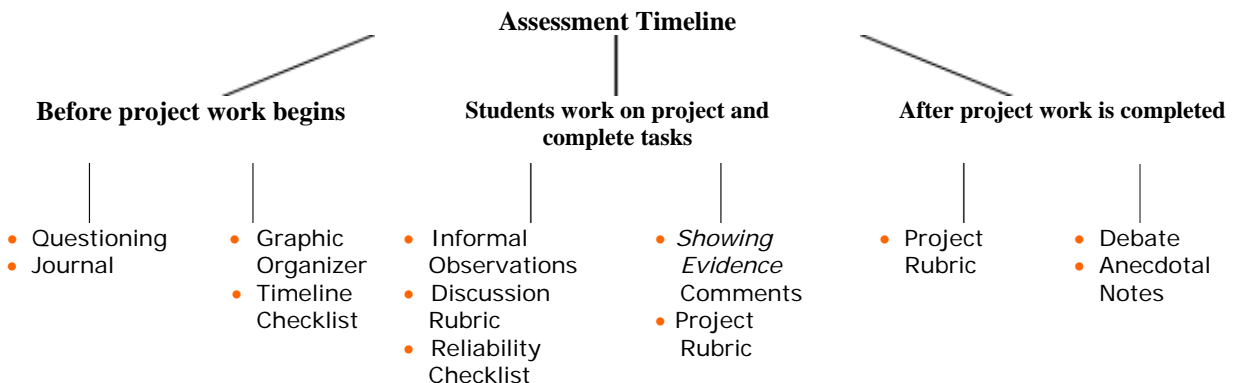 Assessment Timeline
Before project work begins
Students work on project and
complete tasks
After project work is completed
• Questioning
• Journal
• Graphic
Organizer
• Timeline
Checklist
• Informal
Observations
• Discussion
Rubric
• Reliability
Checklist
• Showing
Evidence
Comments
• Project
Rubric
• Project
Rubric
• Debate
• Anecdotal
Notes